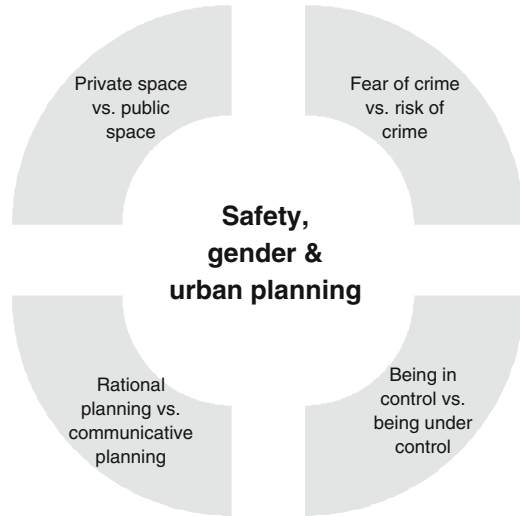 Private space
vs. public
space
Fear of crime
vs. risk of
crime
Safety,
gender &
urban planning
Rational
planning vs.
communicative
planning
Being in
control vs.
being under
control